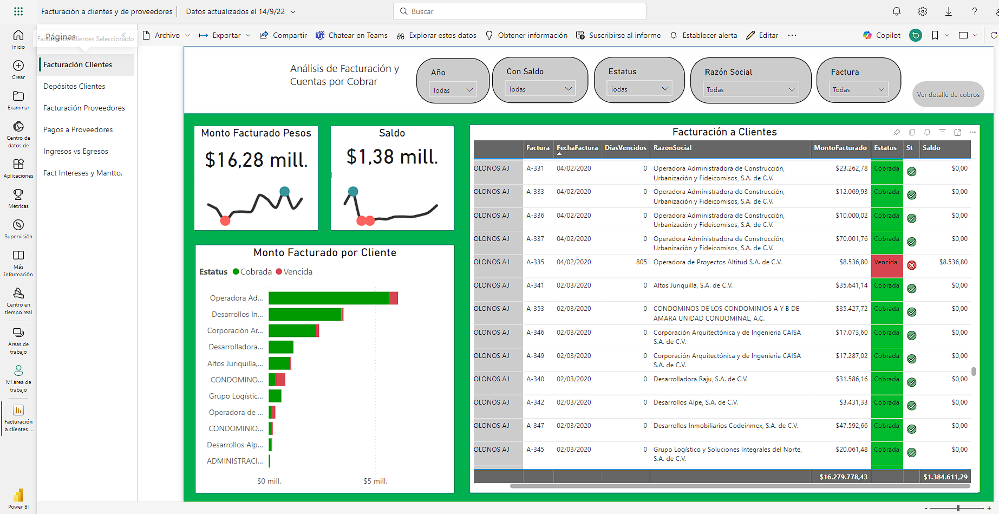 Facturación a clientes y de proveedores
Datos actualizados el 14/9/22
Buscar
Inicio
Crear
Examinar
Centro de
datos de ...
Aplicaciones
Métricas
Supervisión
Más
información
Centro en
tiempo real
Áreas de
trabajo
Mi área de
trabajo
Facturación
a clientes ...
Power BI
Páginas
Facturación Clientes Seleccionado
Facturación Clientes
Depósitos Clientes
Facturación Proveedores
Pagos a Proveedores
Ingresos vs Egresos
Fact Intereses y Mantto.
Archivo
Exportar
Compartir
Chatear en Teams
Explorar estos datos
Obtener información
Suscribirse al informe
Establecer alerta
Editar
Copilot
Análisis de Facturación y
Cuentas por Cobrar
Año
Todas
Con Saldo
Todas
Estatus
Todas
Razón Social
Todas
Factura
Todas
Ver detalle de cobros
Monto Facturado Pesos
$16,28 mill.
Saldo
$1,38 mill.
Monto Facturado por Cliente
Estatus Cobrada Vencida
Operadora Ad...
Desarrollos In...
Corporación Ar...
Desarrolladora...
Altos Juriquilla,...
CONDOMINO...
Grupo Logístic...
Operadora de ...
CONDOMINIO...
Desarrollos Alp...
ADMINISTRACI...
$0 mill. $5 mill.
Facturación a Clientes
Factura FechaFactura DiasVencidos RazonSocial MontoFacturado Estatus St Saldo
OLONOS AJ A-331 04/02/2020 0 Operadora Administradora de Construcción, $23.262,78 Cobrada $0,00
Urbanización y Fideicomisos, S.A. de C.V.
OLONOS AJ A-333 04/02/2020 0 Operadora Administradora de Construcción, $12.069,93 Cobrada $0,00
Urbanización y Fideicomisos, S.A. de C.V.
OLONOS AJ A-336 04/02/2020 0 Operadora Administradora de Construcción, $10.000,02 Cobrada $0,00
Urbanización y Fideicomisos, S.A. de C.V.
OLONOS AJ A-337 04/02/2020 0 Operadora Administradora de Construcción, $70.001,76 Cobrada $0,00
Urbanización y Fideicomisos, S.A. de C.V.
OLONOS AJ A-335 04/02/2020 805 Operadora de Proyectos Altitud S.A. de C.V. $8.536,80 Vencida $8.536,80
OLONOS AJ A-341 02/03/2020 0 Altos Juriquilla, S.A. de C.V. $35.641,14 Cobrada $0,00
OLONOS AJ A-353 02/03/2020 0 CONDOMINOS DE LOS CONDOMINIOS A Y B DE $35.427,72 Cobrada $0,00
AMARA UNIDAD CONDOMINAL, A.C.
OLONOS AJ A-346 02/03/2020 0 Corporación Arquitectónica y de Ingenieria CAISA $17.073,60 Cobrada $0,00
S.A. de C.V.
OLONOS AJ A-349 02/03/2020 0 Corporación Arquitectónica y de Ingenieria CAISA $17.287,02 Cobrada $0,00
S.A. de C.V.
OLONOS AJ A-340 02/03/2020 0 Desarrolladora Raju, S.A. de C.V. $31.586,16 Cobrada $0,00
OLONOS AJ A-342 02/03/2020 0 Desarrollos Alpe, S.A. de C.V. $3.431,33 Cobrada $0,00
OLONOS AJ A-347 02/03/2020 0 Desarrollos Inmobiliarios Codeinmex, S.A. de C.V. $47.592,66 Cobrada $0,00
OLONOS AJ A-345 02/03/2020 0 Grupo Logístico y Soluciones Integrales del Norte, $20.061,48 Cobrada $0,00
S.A. de C.V.
$16.279.778,43 $1.384.611,29